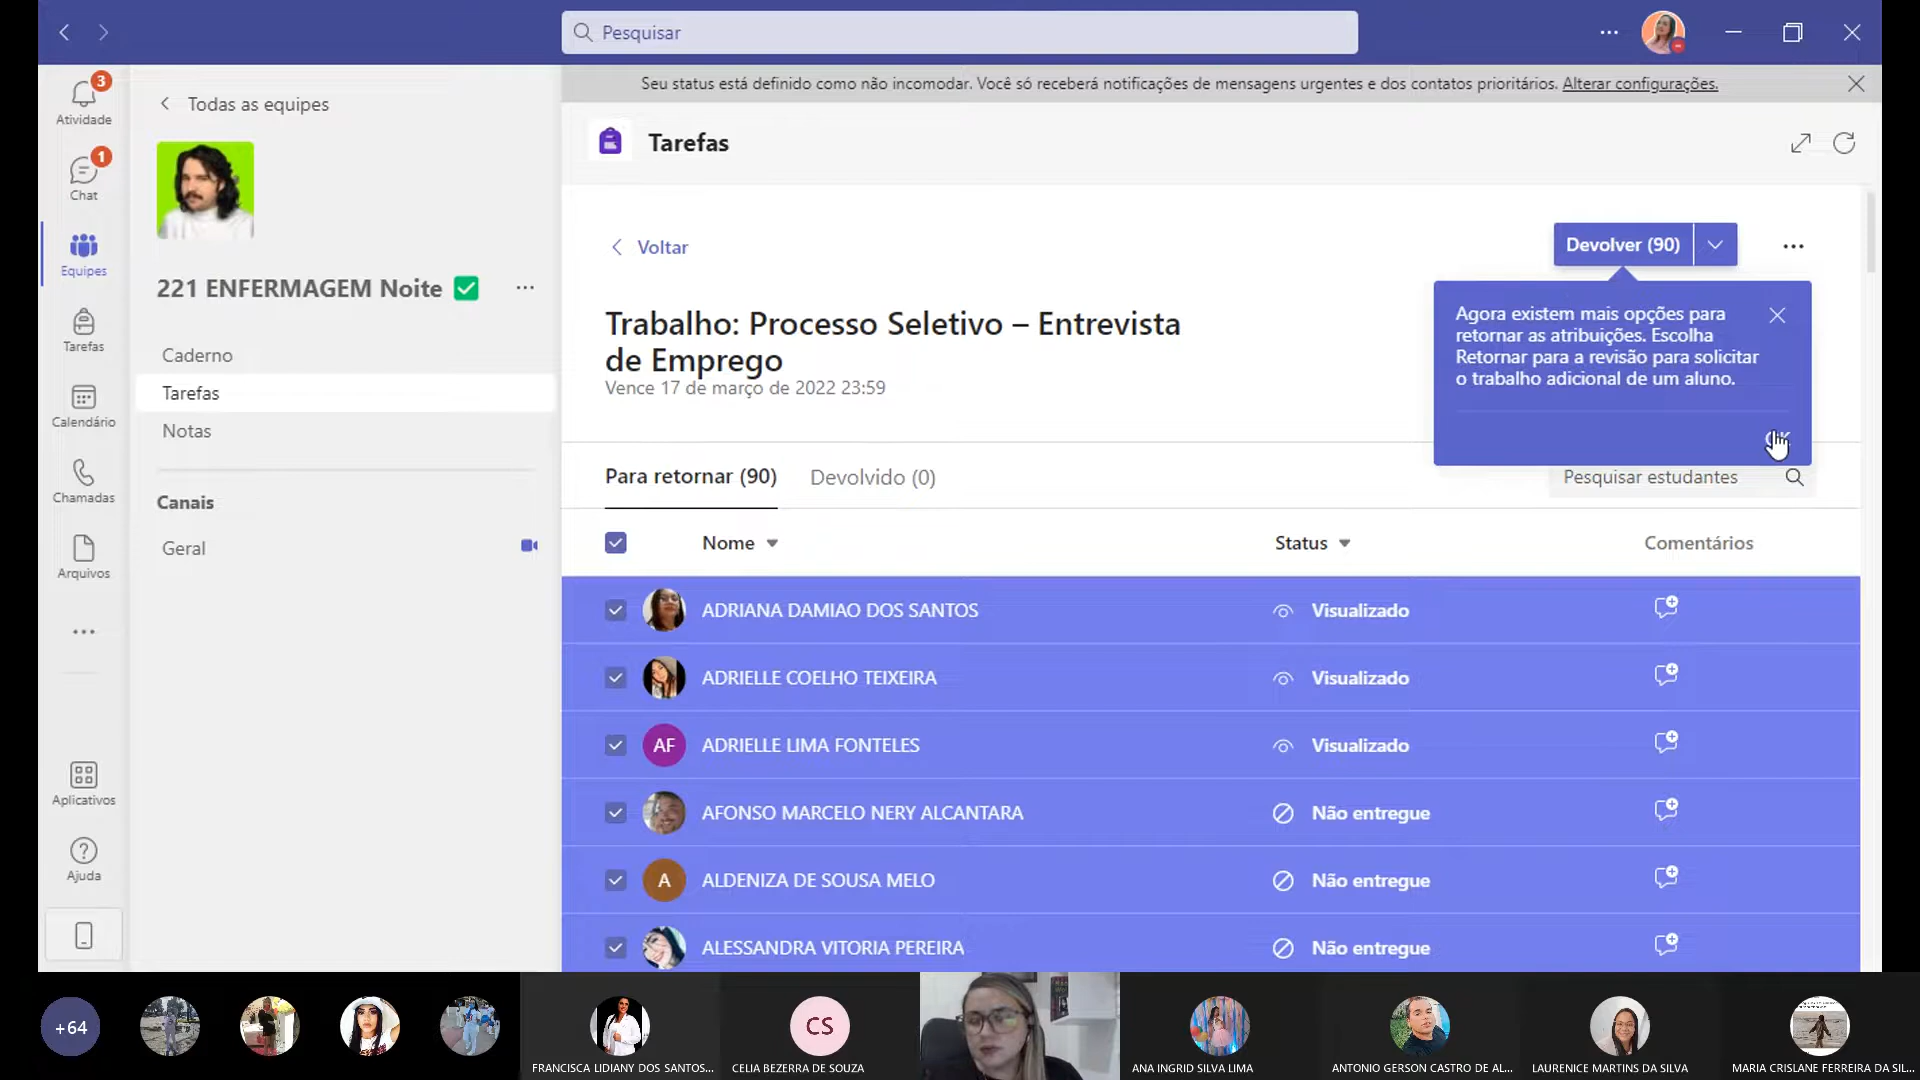 Pesquisar
Seu status está definido como não incomodar. Você só receberá notificações de mensagens urgentes e dos contatos prioritários. Alterar configurações.
3
Atividade
1
Chat
Equipes
Tarefas
Calendário
Chamadas
Arquivos
Aplicativos
Ajuda
Todas as equipes
221 ENFERMAGEM Noite
Caderno
Tarefas
Notas
Canais
Geral
Tarefas
Voltar
Devolver (90)
Agora existem mais opções para
retornar as atribuições. Escolha
Retornar para a revisão para solicitar
o trabalho adicional de um aluno.
Trabalho: Processo Seletivo – Entrevista
de Emprego
Vence 17 de março de 2022 23:59
Para retornar (90) Devolvido (0)
Pesquisar estudantes
Nome Status Comentários
ADRIANA DAMIAO DOS SANTOS Visualizado
ADRIELLE COELHO TEIXEIRA Visualizado
AF ADRIELLE LIMA FONTELES Visualizado
AFONSO MARCELO NERY ALCANTARA Não entregue
A ALDENIZA DE SOUSA MELO Não entregue
ALESSANDRA VITORIA PEREIRA Não entregue
+64
FRANCISCA LIDIANY DOS SANTOS...
CS
CELIA BEZERRA DE SOUZA
ANA INGRID SILVA LIMA
ANTONIO GERSON CASTRO DE AL...
LAURENICE MARTINS DA SILVA
MARIA CRISLANE FERREIRA DA SIL...